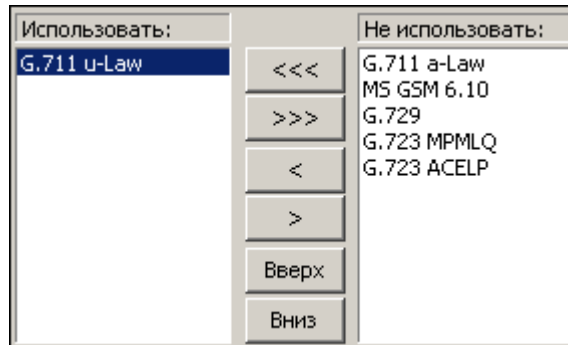 Использовать:
G.711 u-Law
<<<
>>>
<
>
Вверх
Вниз
Не использовать:
G.711 a-Law
MS GSM 6.10
G.729
G.723 MPMLQ
G.723 ACELP